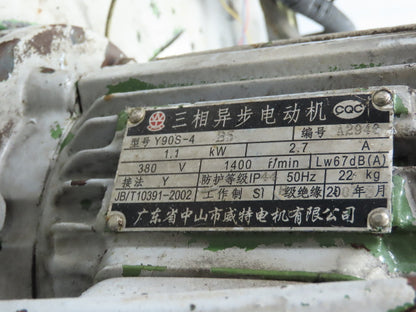 三相异步电动机 CQC
型号 Y90S-4 B5 编号 A2942
1.1 kW 2.7 A
380 V 1400 r/min Lw67dB(A)
接法 Y 防护等级IP44 50Hz 22 kg
JB/T10391-2002 工作制 S1 级绝缘 200 年 月
广东省中山市威特电机有限公司